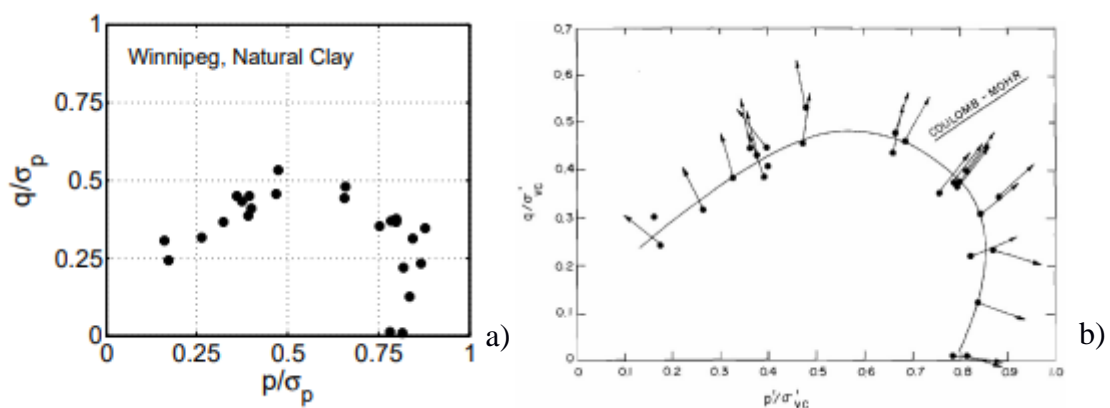 1
0.75
0.5
0.25
0
Winnipeg, Natural Clay
q/σp
0 0.25 0.5 0.75 1
p/σp
a)
0.7
0.6
0.5
0.4
0.3
0.2
0.1
0
COULOMB - MOHR
q/σ'vc
0 0.1 0.2 0.3 0.4 0.5 0.6 0.7 0.8 0.9 1.0
p'/σ'vc
b)